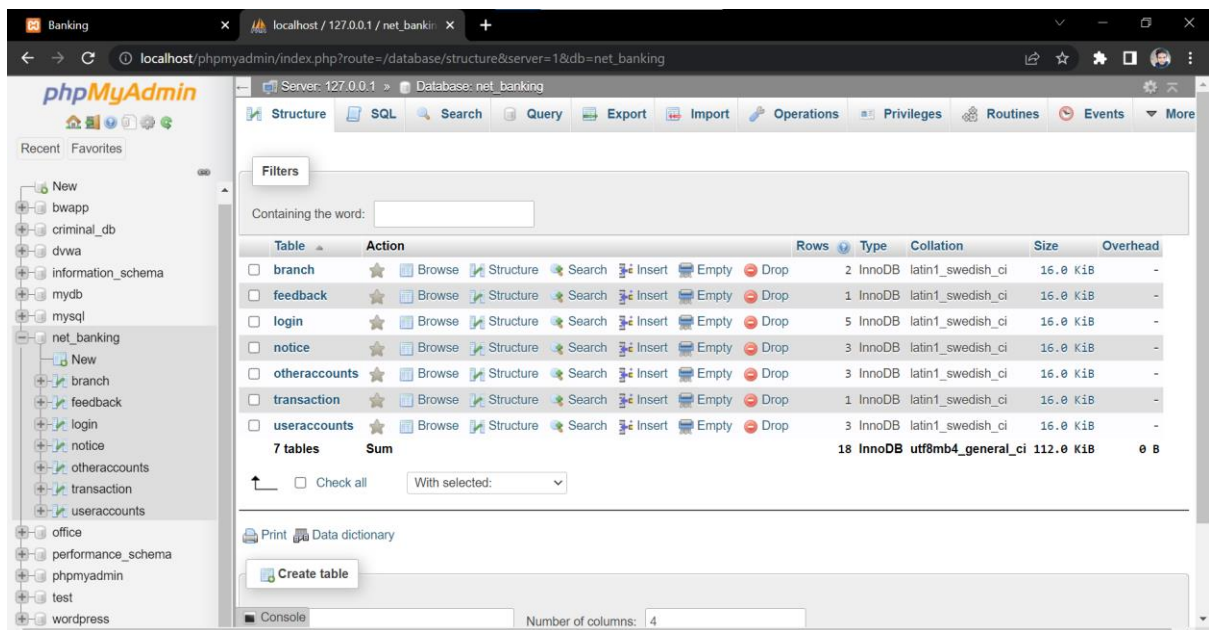 Banking
localhost / 127.0.0.1 / net_bankin
localhost/phpmyadmin/index.php?route=/database/structure&server=1&db=net_banking
phpMyAdmin
Recent Favorites
New
bwapp
criminal_db
dvwa
information_schema
mydb
mysql
net_banking
New
branch
feedback
login
notice
otheraccounts
transaction
useraccounts
office
performance_schema
phpmyadmin
test
wordpress
Server: 127.0.0.1 » Database: net_banking
Structure SQL Search Query Export Import Operations Privileges Routines Events More
Filters
Containing the word:
Table Action Rows Type Collation Size Overhead
branch Browse Structure Search Insert Empty Drop 2 InnoDB latin1_swedish_ci 16.0 KiB -
feedback Browse Structure Search Insert Empty Drop 1 InnoDB latin1_swedish_ci 16.0 KiB -
login Browse Structure Search Insert Empty Drop 5 InnoDB latin1_swedish_ci 16.0 KiB -
notice Browse Structure Search Insert Empty Drop 3 InnoDB latin1_swedish_ci 16.0 KiB -
otheraccounts Browse Structure Search Insert Empty Drop 3 InnoDB latin1_swedish_ci 16.0 KiB -
transaction Browse Structure Search Insert Empty Drop 1 InnoDB latin1_swedish_ci 16.0 KiB -
useraccounts Browse Structure Search Insert Empty Drop 3 InnoDB latin1_swedish_ci 16.0 KiB -
7 tables Sum 18 InnoDB utf8mb4_general_ci 112.0 KiB 0 B
Check all With selected:
Print Data dictionary
Create table
Console Number of columns: 4